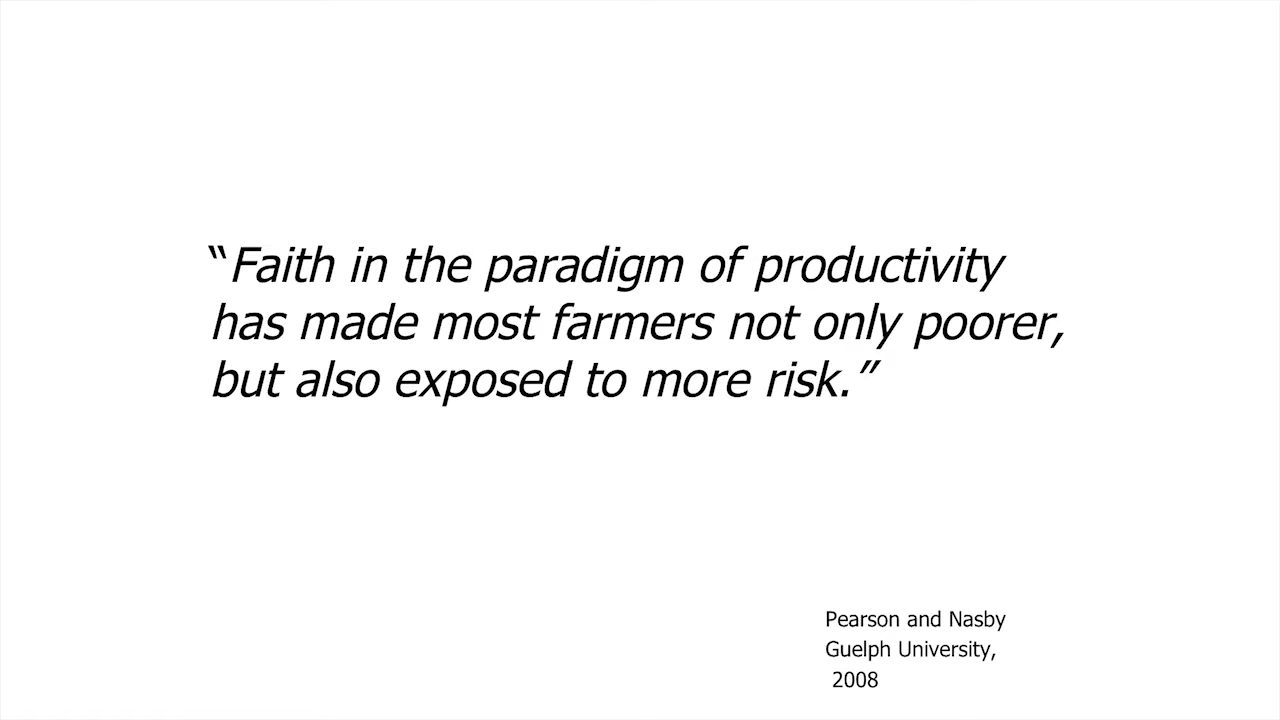 “Faith in the paradigm of productivity
has made most farmers not only poorer,
but also exposed to more risk.”
Pearson and Nasby
Guelph University,
2008